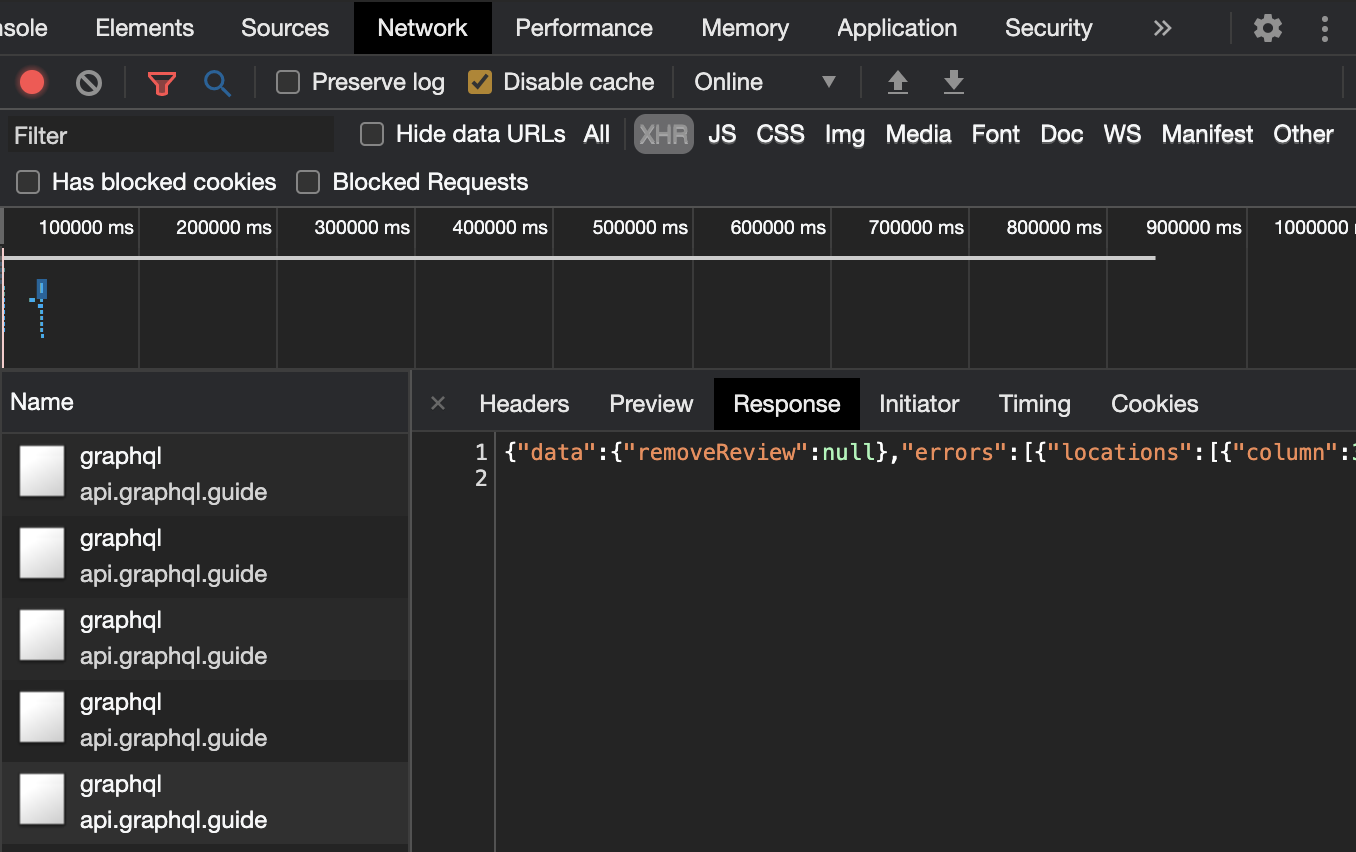 Elements Sources Network Performance Memory Application Security »
Preserve log Disable cache Online
Filter Hide data URLs All XHR JS CSS Img Media Font Doc WS Manifest Other
Has blocked cookies Blocked Requests
100000 ms 200000 ms 300000 ms 400000 ms 500000 ms 600000 ms 700000 ms 800000 ms 900000 ms 1000000
Name × Headers Preview Response Initiator Timing Cookies
1 {"data":{"removeReview":null},"errors":[{"locations":[{"column":
2
graphql
api.graphql.guide
graphql
api.graphql.guide
graphql
api.graphql.guide
graphql
api.graphql.guide
graphql
api.graphql.guide